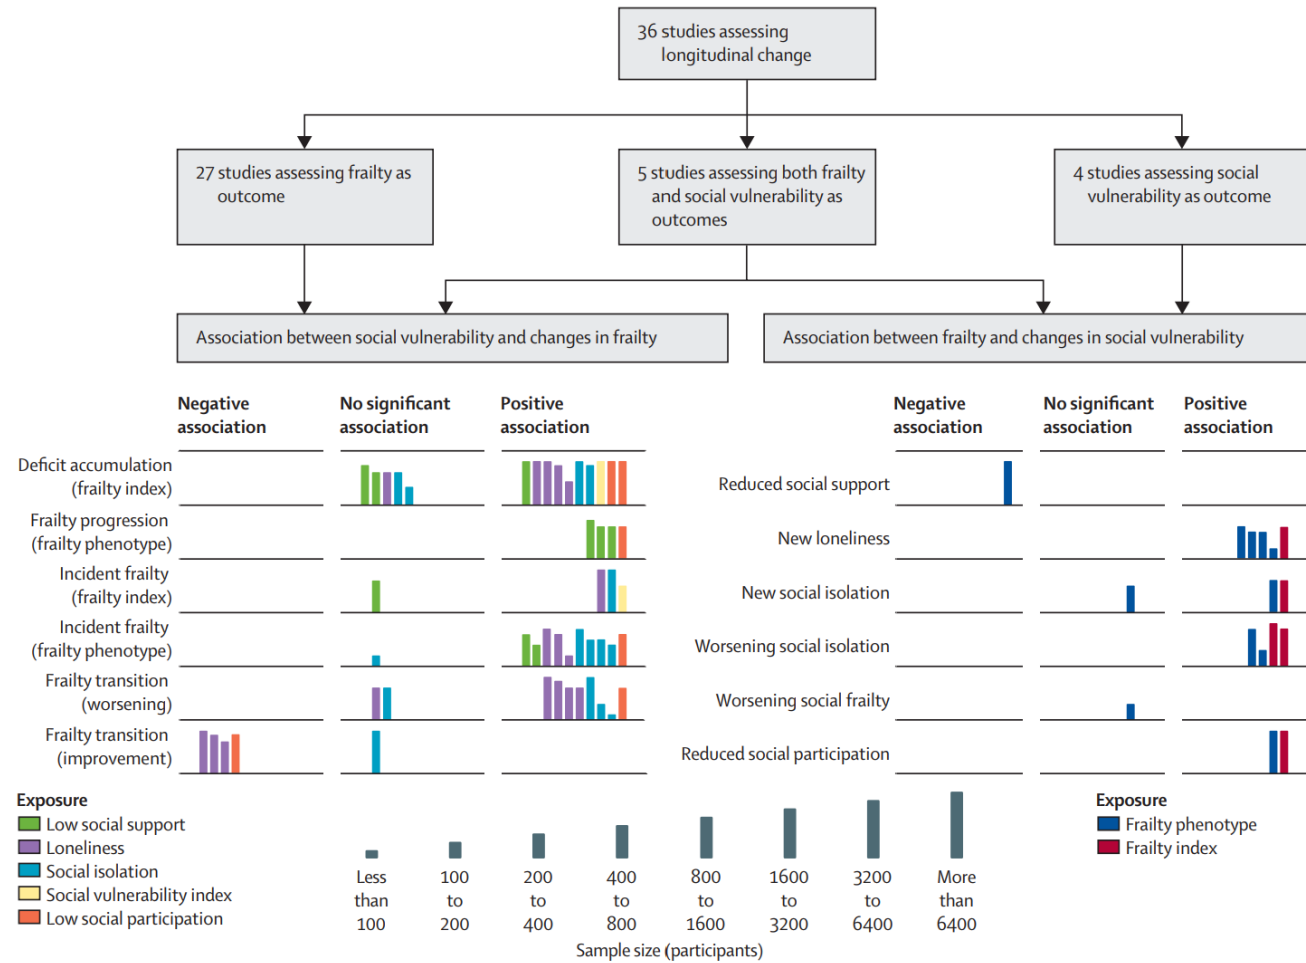 36 studies assessing
longitudinal change
27 studies assessing frailty as
outcome
5 studies assessing both frailty
and social vulnerability as
outcomes
4 studies assessing social
vulnerability as outcome
Association between social vulnerability and changes in frailty
Association between frailty and changes in social vulnerability
Negative
association
No significant
association
Positive
association
Deficit accumulation
(frailty index)
Frailty progression
(frailty phenotype)
Incident frailty
(frailty index)
Incident frailty
(frailty phenotype)
Frailty transition
(worsening)
Frailty transition
(improvement)
Negative
association
No significant
association
Positive
association
Reduced social support
New loneliness
New social isolation
Worsening social isolation
Worsening social frailty
Reduced social participation
Exposure
Low social support
Loneliness
Social isolation
Social vulnerability index
Low social participation
Less
than
100
100
to
200
200
to
400
400
to
800
800
to
1600
1600
to
3200
3200
to
6400
More
than
6400
Sample size (participants)
Exposure
Frailty phenotype
Frailty index